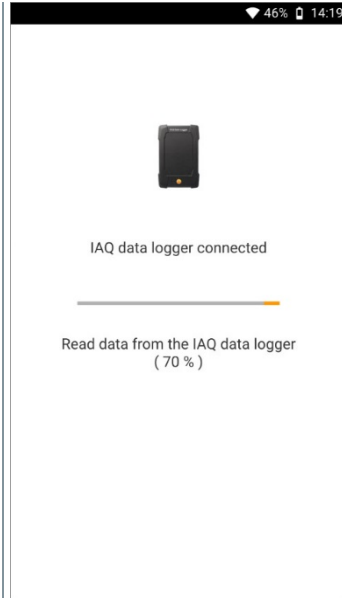 46% 14:19
IAQ data logger connected
Read data from the IAQ data logger
( 70 % )